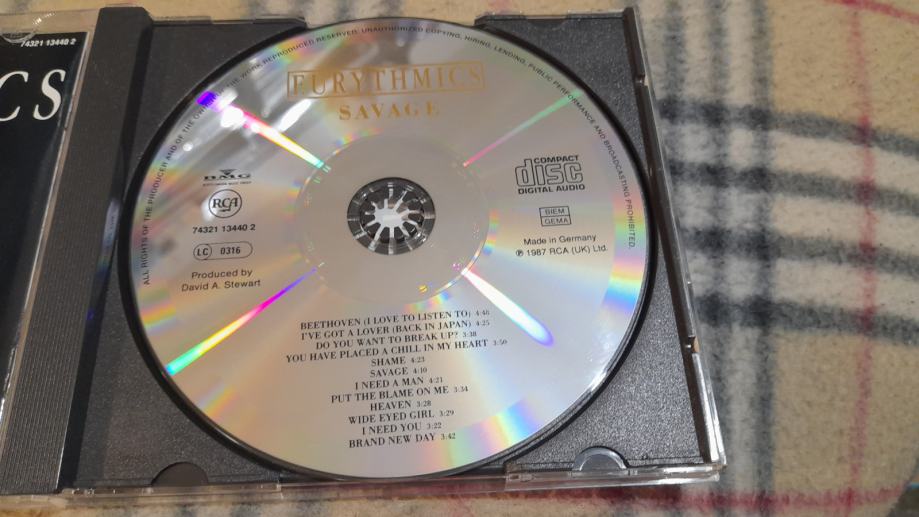 74321 13440 2
CS
ALL RIGHTS OF THE PRODUCER AND OF THE OWNER OF THE WORK REPRODUCED RESERVED. UNAUTHORIZED COPYING, HIRING, LENDING, PUBLIC PERFORMANCE AND BROADCASTING PROHIBITED.
EURYTHMICS
SAVAGE
BMG
RCA
74321 13440 2
LC 0316
Produced by
David A. Stewart
COMPACT
disc
DIGITAL AUDIO
BIEM
GEMA
Made in Germany
℗ 1987 RCA (UK) Ltd.
BEETHOVEN (I LOVE TO LISTEN TO) 4:48
I'VE GOT A LOVER (BACK IN JAPAN) 4:25
DO YOU WANT TO BREAK UP? 3:38
YOU HAVE PLACED A CHILL IN MY HEART 3:50
SHAME 4:23
SAVAGE 4:10
I NEED A MAN 4:21
PUT THE BLAME ON ME 3:34
HEAVEN 3:28
WIDE EYED GIRL 3:29
I NEED YOU 3:22
BRAND NEW DAY 3:42